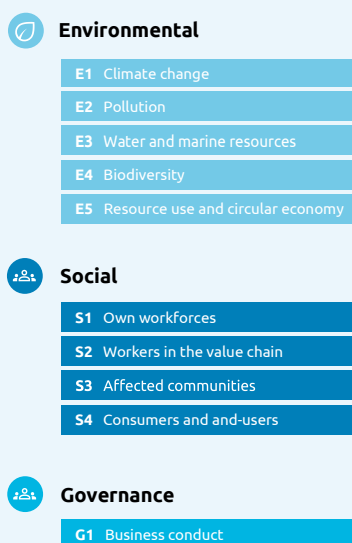 Environmental
E1 Climate change
E2 Pollution
E3 Water and marine resources
E4 Biodiversity
E5 Resource use and circular economy
Social
S1 Own workforces
S2 Workers in the value chain
S3 Affected communities
S4 Consumers and and-users
Governance
G1 Business conduct